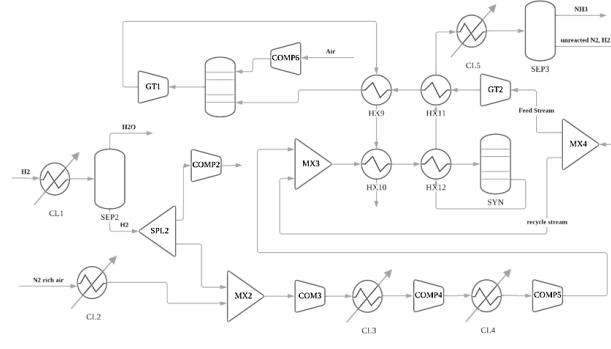 NH3
unreacted N2, H2
CL5
SEP3
COMP6
Air
GT1
HX9
HX11
GT2
Feed Stream
MX4
H2O
COMP2
MX3
HX10
HX12
SYN
H2
CL1
SEP2
H2
SPL2
recycle stream
N2 rich air
CL2
MX2
COM3
CL3
COMP4
CL4
COMP5